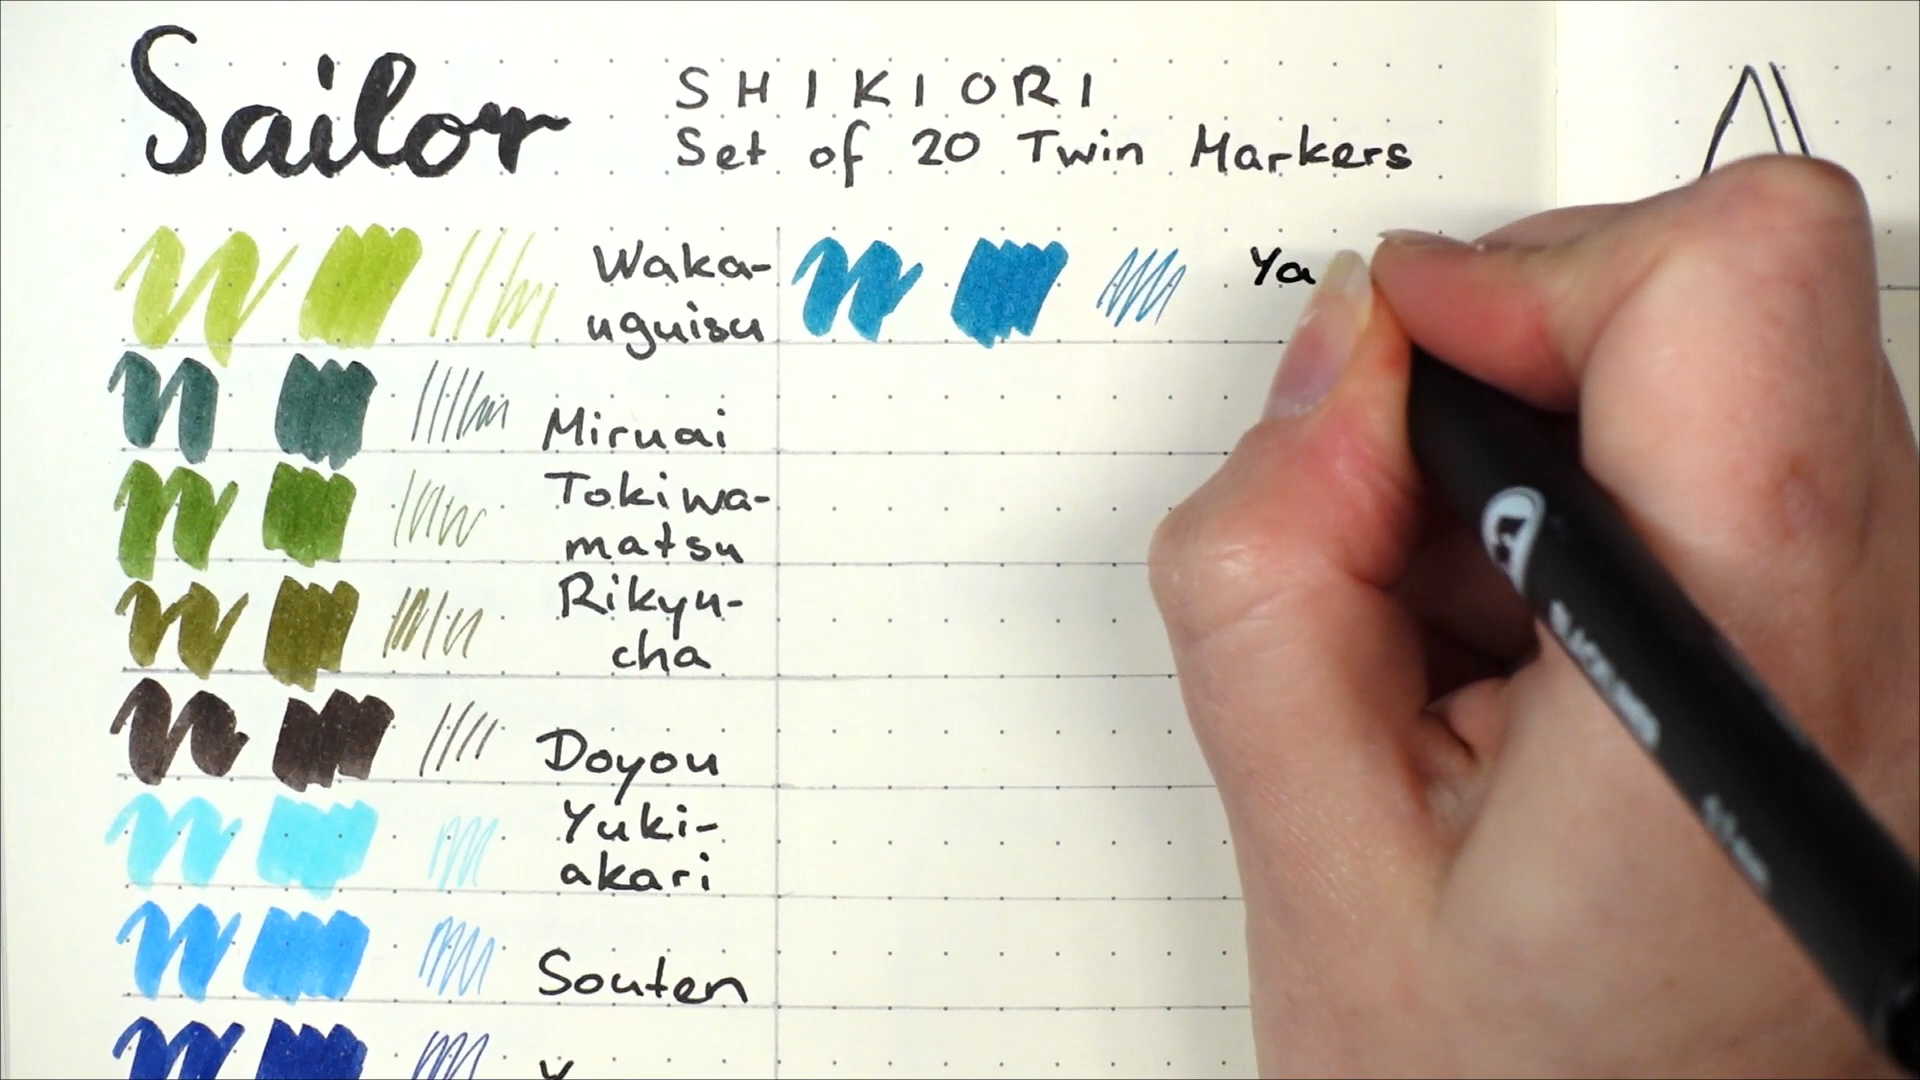 Sailor
SHIKIORI
Set of 20 Twin Markers
Waka-
uguisu
Ya
Miruai
Tokiwa-
matsu
Rikyu-
cha
Doyou
Yuki-
akari
Souten